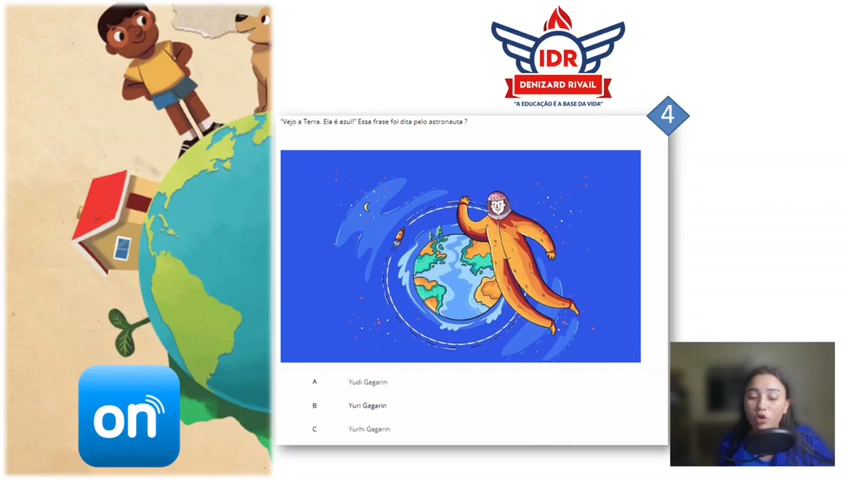 IDR
DENIZARD RIVAIL
"A EDUCAÇÃO É A BASE DA VIDA"
4
"Vejo a Terra. Ela é azul!" Essa frase foi dita pelo astronauta ?
A Yudi Gagarin
B Yuri Gagarin
C Yurhi Gagarin
on